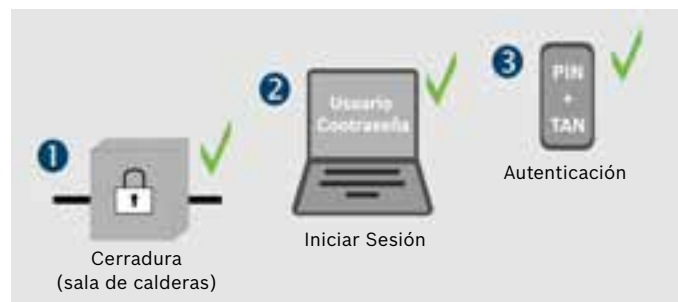 1
Cerradura
(sala de calderas)
2
Usuario
Contraseña
Iniciar Sesión
3
PIN
+
TAN
Autenticación